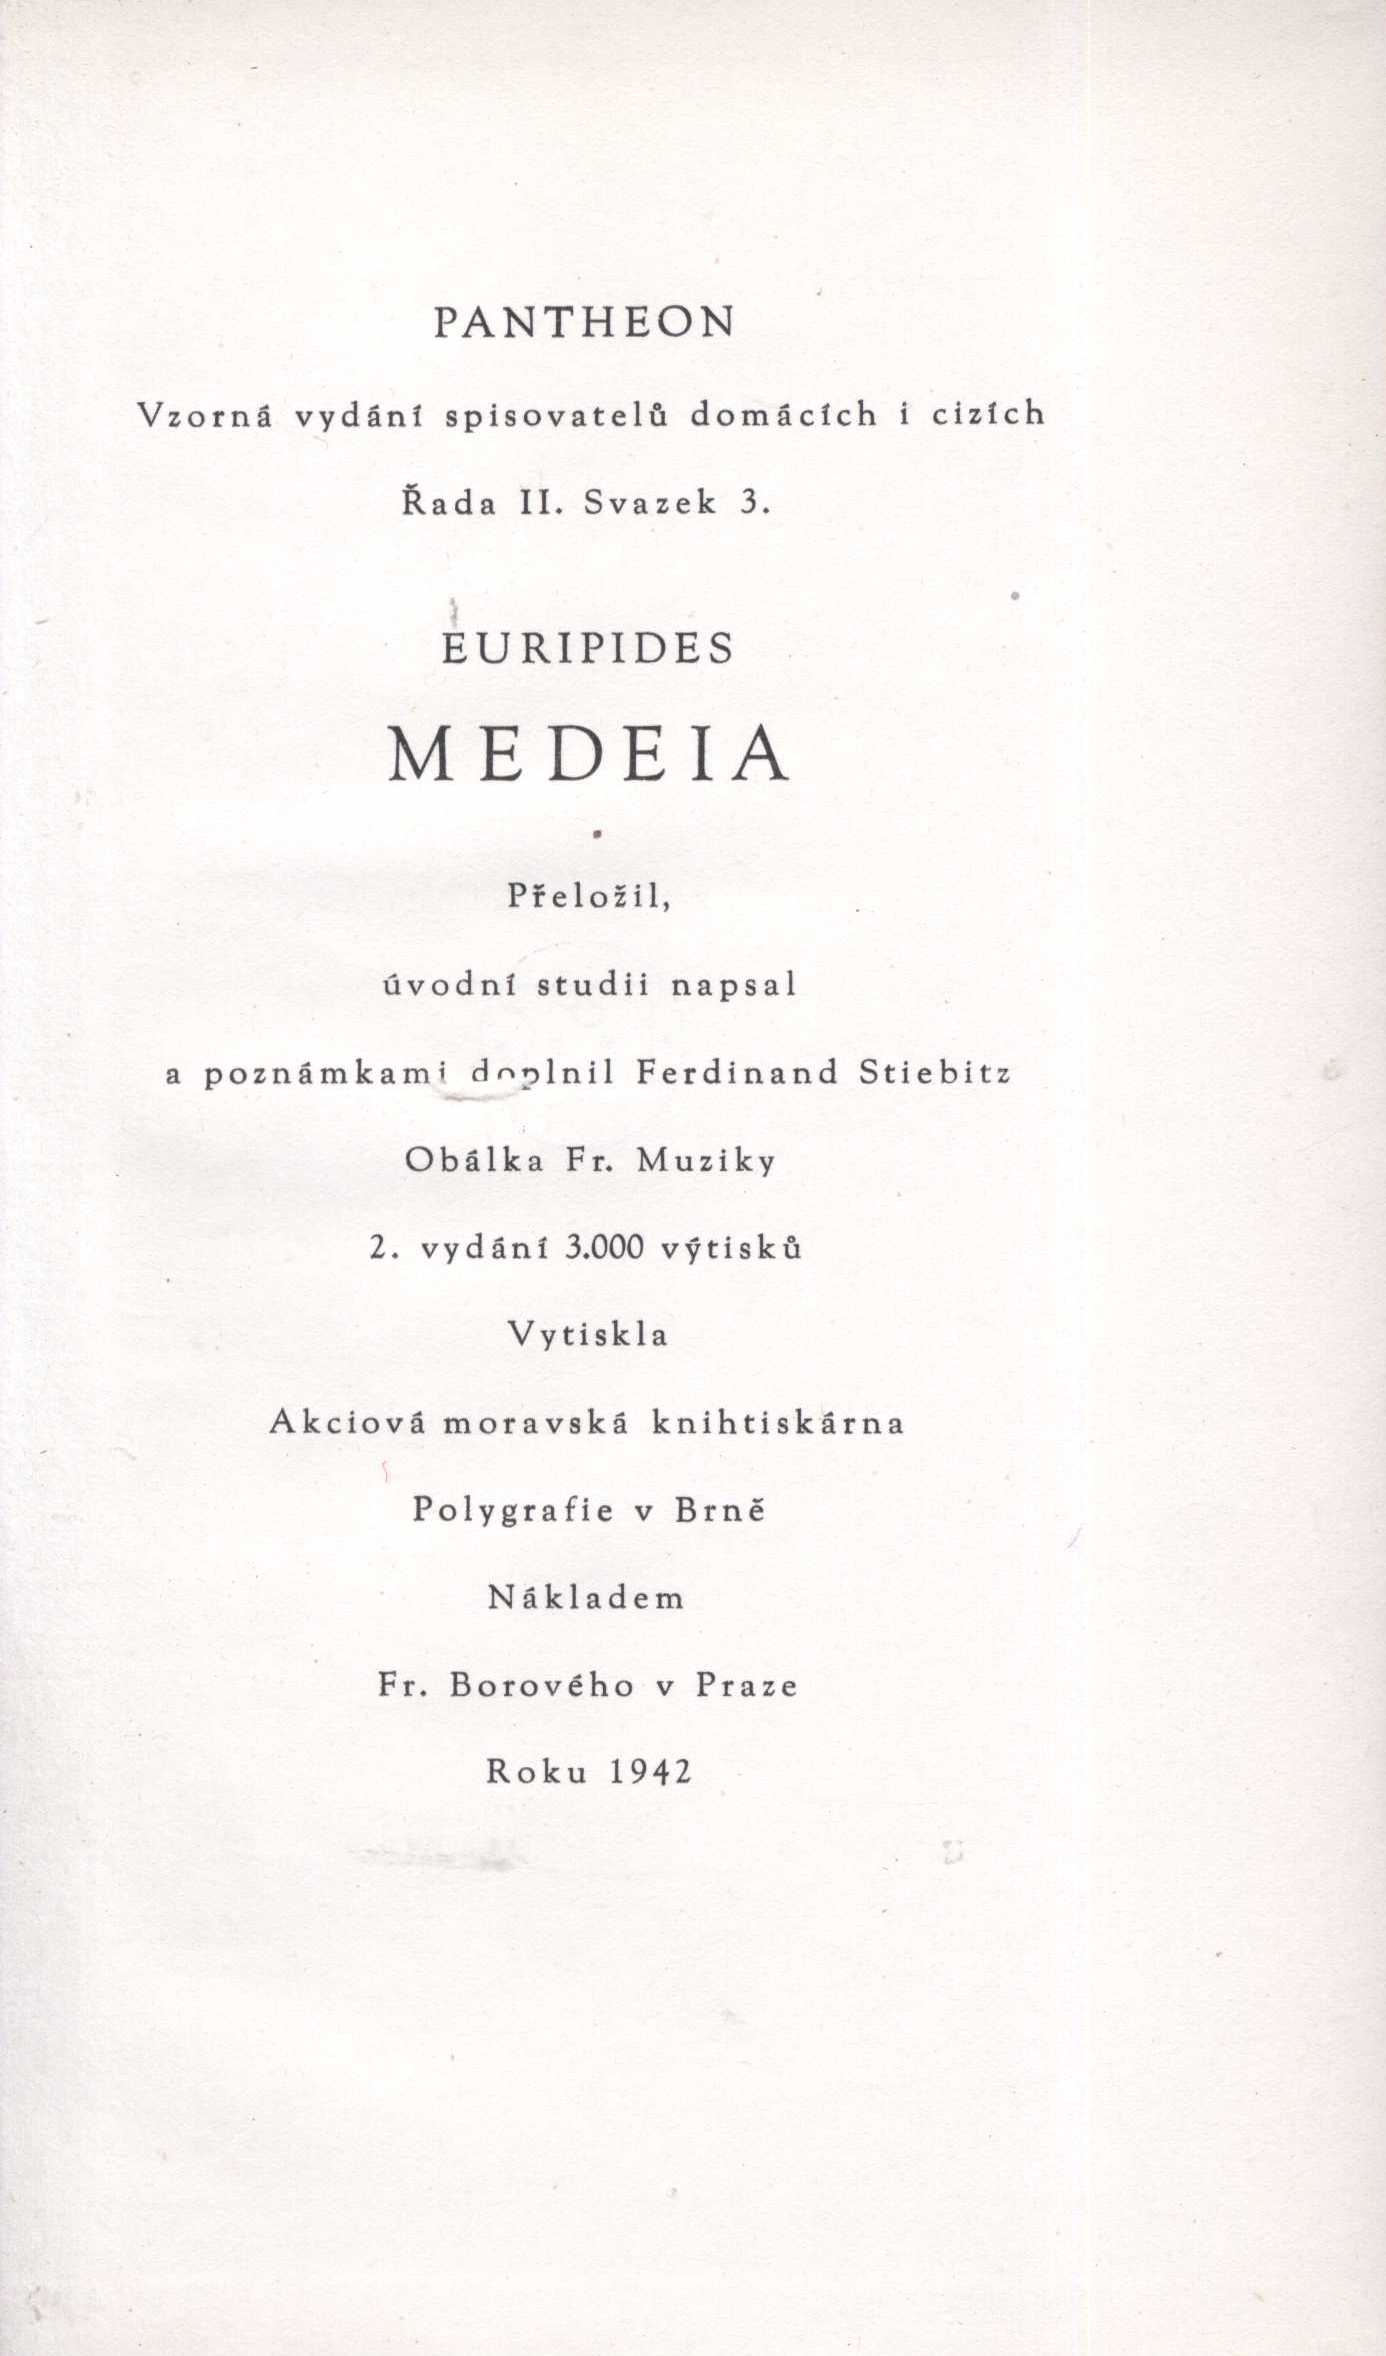 PANTHEON
Vzorná vydání spisovatelů domácích i cizích
Řada II. Svazek 3.
EURIPIDES
MEDEIA
Přeložil,
úvodní studii napsal
a poznámkami doplnil Ferdinand Stiebitz
Obálka Fr. Muziky
2. vydání 3.000 výtisků
Vytiskla
Akciová moravská knihtiskárna
Polygrafie v Brně
Nákladem
Fr. Borového v Praze
Roku 1942